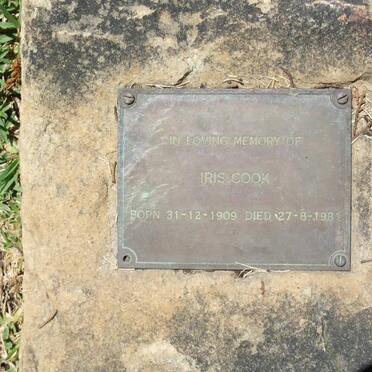 IN LOVING MEMORY OF
IRIS COOK
BORN 31-12-1909 DIED 27-8-1981